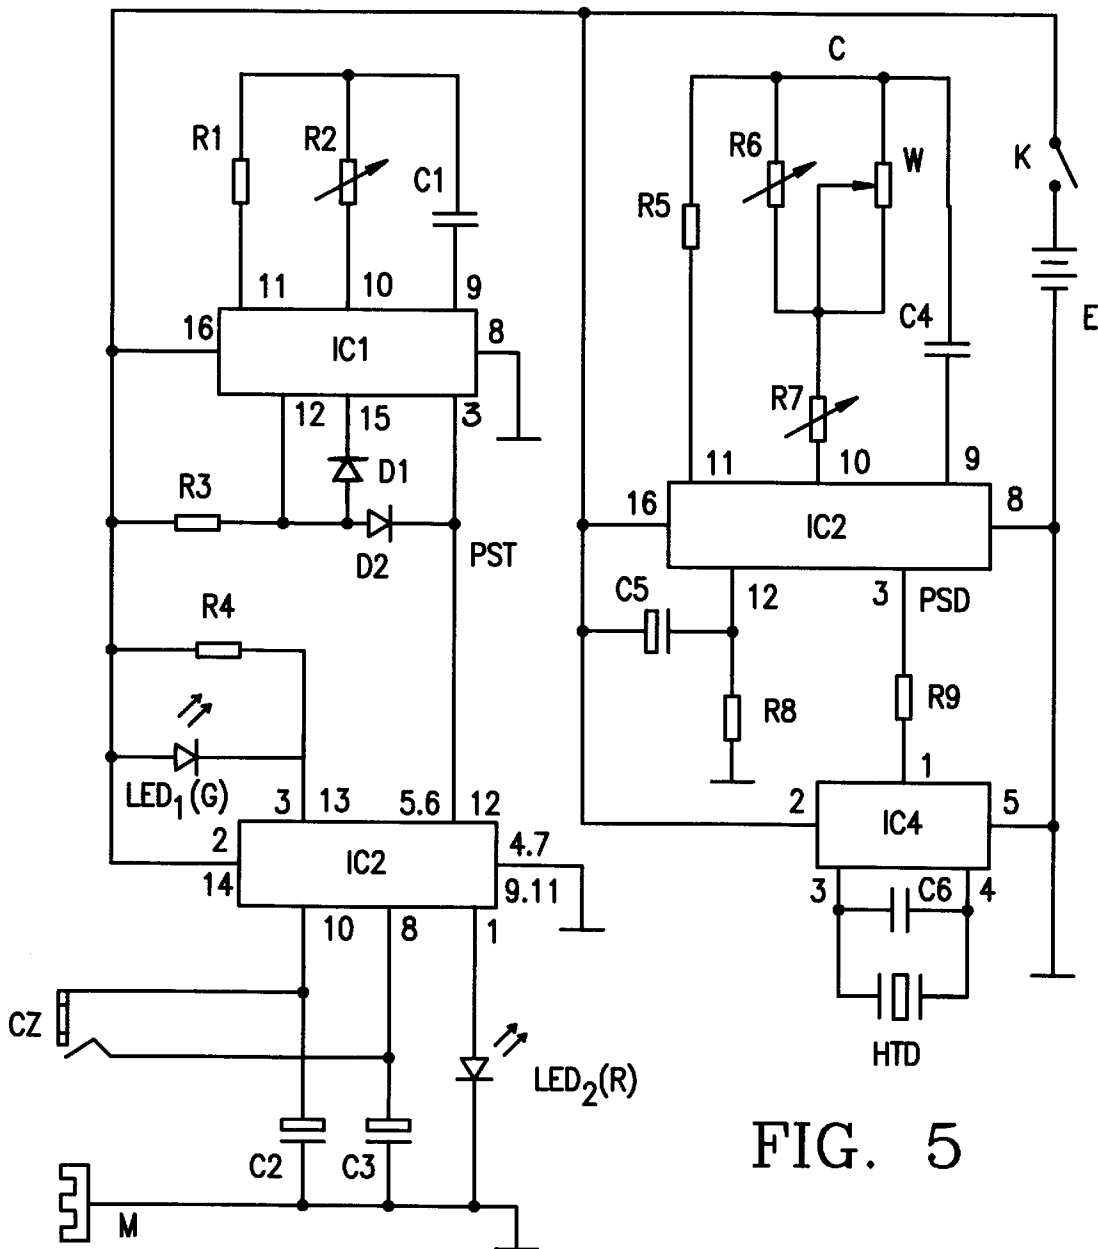 C
R1
R2
C1
R6
W
K
R5
11
10
9
C4
E
16
IC1
8
R7
12
15
3
D1
11
10
9
R3
16
IC2
8
D2
PST
C5
12
3
PSD
R4
R8
R9
LED1(G)
1
3
13
5.6
12
2
IC4
5
2
IC2
4.7
14
9.11
3
C6
4
10
8
1
CZ
HTD
LED2(R)
C2
C3
FIG. 5
M